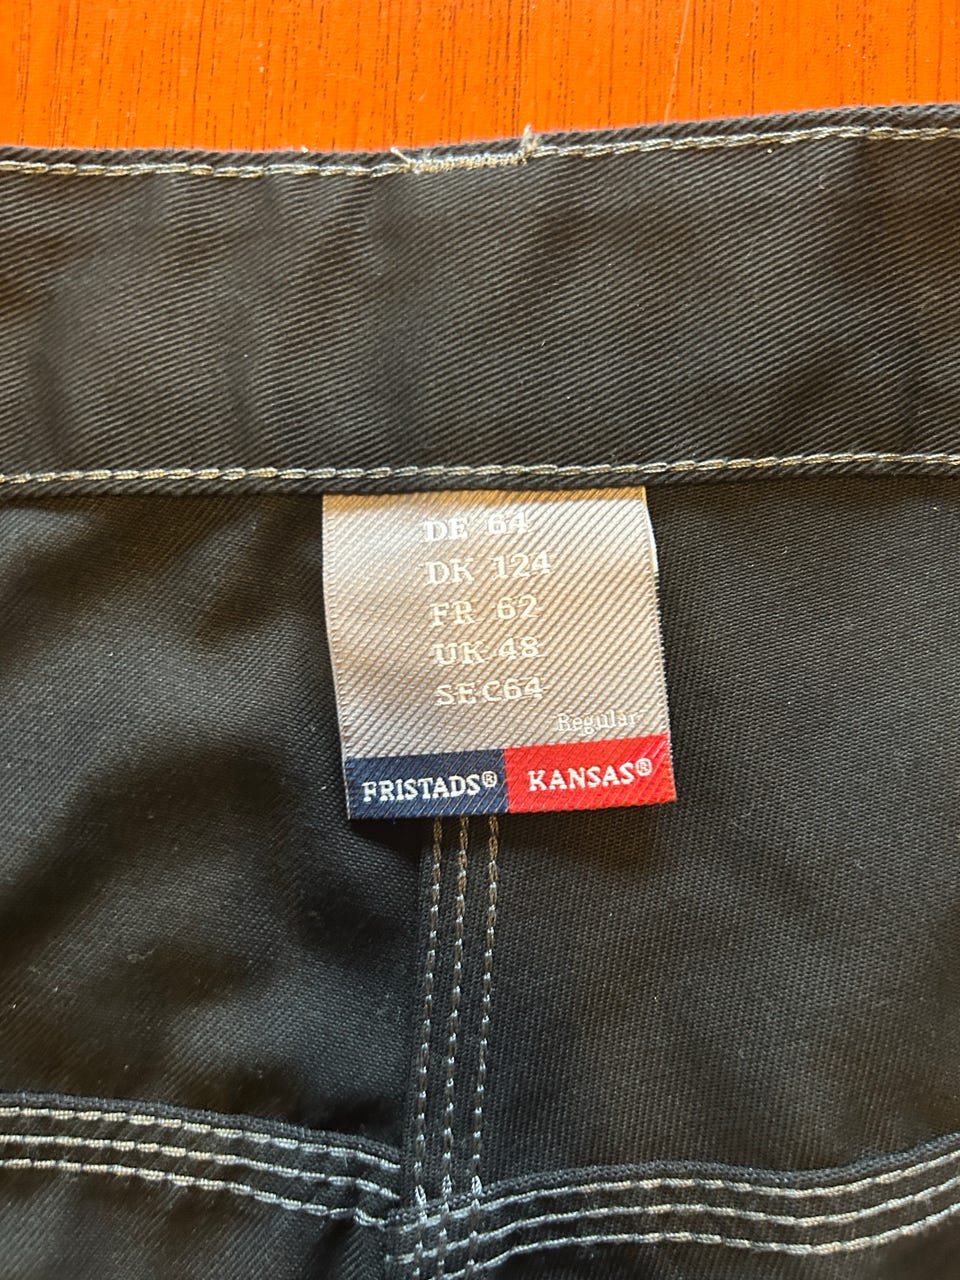 DE 64
DK 124
FR 62
UK 48
SE C64
Regular
FRISTADS® KANSAS®